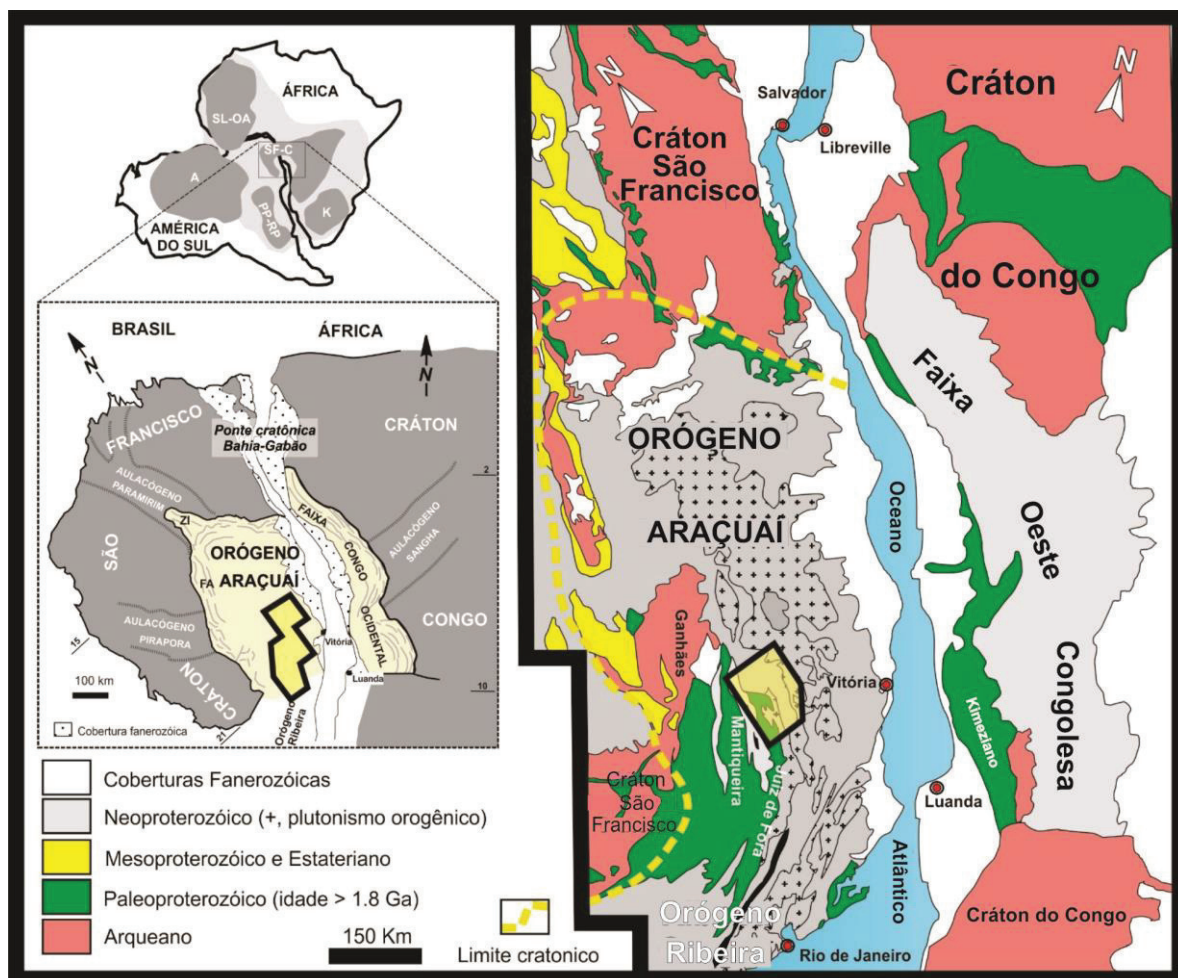 ÁFRICA
SL-OA
SF-C
A
PP-RP
K
AMÉRICA
DO SUL
BRASIL
ÁFRICA
N
N
Ponte cratônica
Bahia-Gabão
FRANCISCO
CRÁTON
AULACÓGENO
PARAMIRIM
ZI
FAIXA
2
SÃO
ORÓGENO
ARAÇUAÍ
FA
CONGO
AULACÓGENO
SANGHA
OCIDENTAL
CONGO
AULACÓGENO
PIRAPORA
Vitória
15
Luanda
CRÁTON
100 km
10
Orógeno
Ribeira
21
Cobertura fanerozóica
Coberturas Fanerozóicas
Neoproterozóico (+, plutonismo orogênico)
Mesoproterozóico e Estateriano
Paleoproterozóico (idade > 1.8 Ga)
Arqueano
150 Km
Limite cratonico
N
Salvador
Libreville
Cráton
São
Francisco
Cráton
N
do Congo
Faixa
ORÓGENO
ARAÇUAÍ
Oceano
Oeste
Ganhães
Congolesa
Vitória
Mantiqueira
Kimeziano
Juiz de Fora
Cráton
São
Francisco
Luanda
Atlântico
Orógeno
Ribeira
Rio de Janeiro
Cráton do Congo